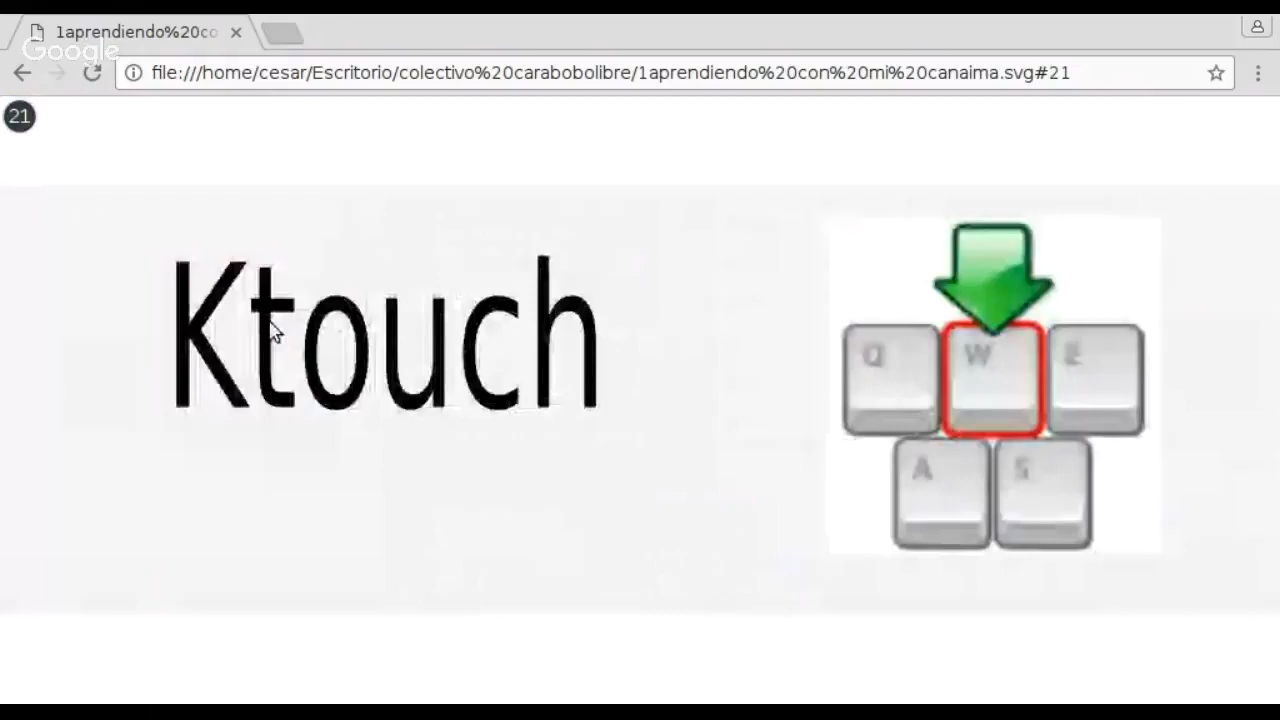 1aprendiendo%20co
Google
file:///home/cesar/Escritorio/colectivo%20carabobolibre/1aprendiendo%20con%20mi%20canaima.svg#21
21
Ktouch
Q W E
A S